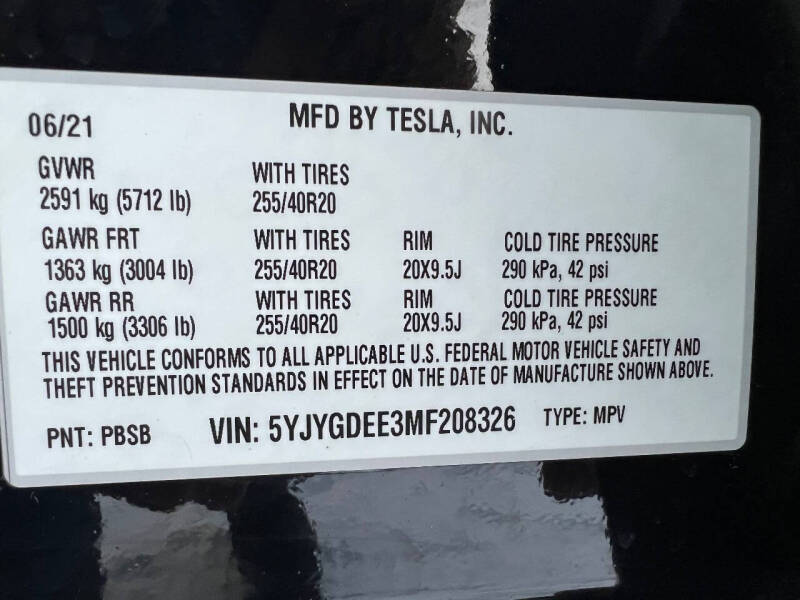 06/21 MFD BY TESLA, INC.
GVWR WITH TIRES
2591 kg (5712 lb) 255/40R20
GAWR FRT WITH TIRES RIM COLD TIRE PRESSURE
1363 kg (3004 lb) 255/40R20 20X9.5J 290 kPa, 42 psi
GAWR RR WITH TIRES RIM COLD TIRE PRESSURE
1500 kg (3306 lb) 255/40R20 20X9.5J 290 kPa, 42 psi
THIS VEHICLE CONFORMS TO ALL APPLICABLE U.S. FEDERAL MOTOR VEHICLE SAFETY AND
THEFT PREVENTION STANDARDS IN EFFECT ON THE DATE OF MANUFACTURE SHOWN ABOVE.
PNT: PBSB VIN: 5YJYGDEE3MF208326 TYPE: MPV